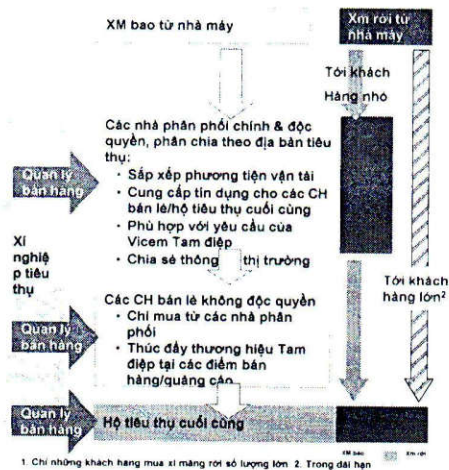 XM bao từ nhà máy
Xm rời từ
nhà máy
Tới khách
Hàng nhỏ
Các nhà phân phối chính & độc
quyền, phân chia theo địa bàn tiêu
thụ:
• Sắp xếp phương tiện vận tải
• Cung cấp tín dụng cho các CH
bán lẻ/hộ tiêu thụ cuối cùng
• Phù hợp với yêu cầu của
Vicem Tam điệp
• Chia sẻ thông thị trường
Quản lý
bán hàng
Xí
nghiệ
p tiêu
thụ
Tới khách
hàng lớn²
Các CH bán lẻ không độc quyền
• Chỉ mua từ các nhà phân
phối
• Thúc đẩy thương hiệu Tam
điệp tại các điểm bán
hàng/quảng cáo
Quản lý
bán hàng
Quản lý
bán hàng
Hộ tiêu thụ cuối cùng
XM bao
Xm rời
1. Chỉ những khách hàng mua xi măng rời số lượng lớn 2. Trong dài hạn